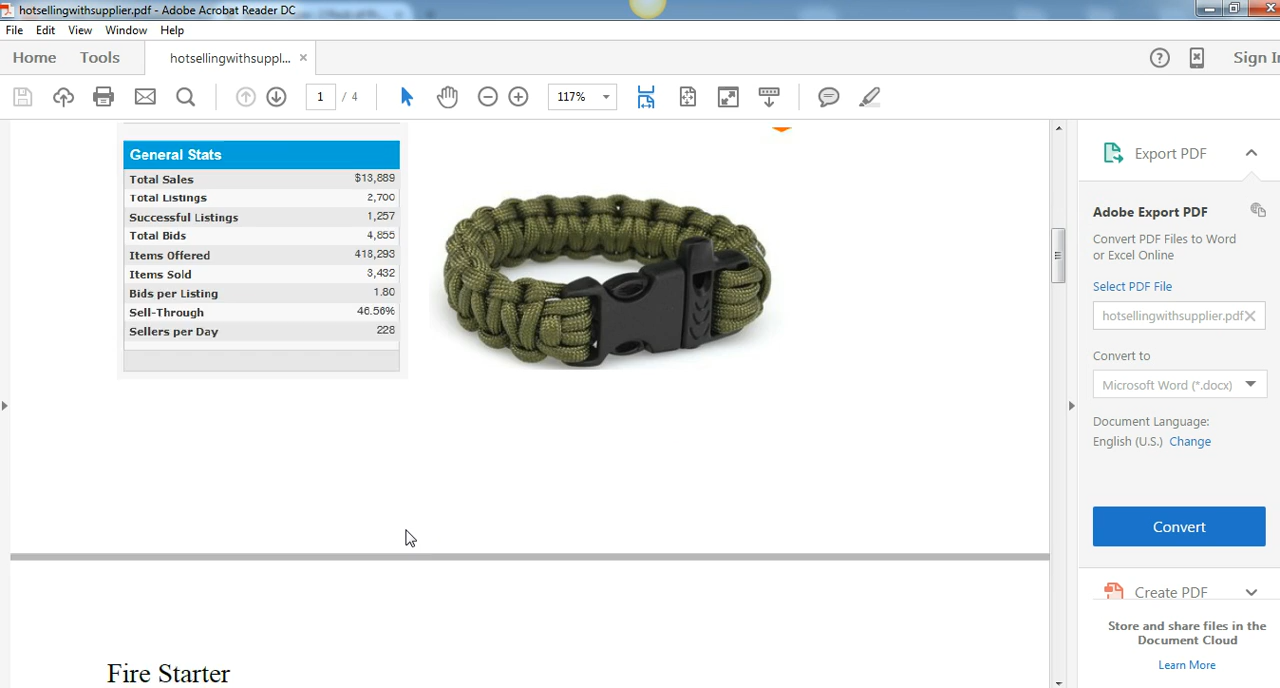 hotsellingwithsupplier.pdf - Adobe Acrobat Reader DC
File Edit View Window Help
Home Tools hotsellingwithsuppl... Sign
1 / 4 117%
General Stats
Total Sales $13,889
Total Listings 2,700
Successful Listings 1,257
Total Bids 4,855
Items Offered 418,293
Items Sold 3,432
Bids per Listing 1.80
Sell-Through 46.56%
Sellers per Day 228
Fire Starter
Export PDF
Adobe Export PDF
Convert PDF Files to Word
or Excel Online
Select PDF File
hotsellingwithsupplier.pdf
Convert to
Microsoft Word (*.docx)
Document Language:
English (U.S.) Change
Convert
Create PDF
Store and share files in the
Document Cloud
Learn More